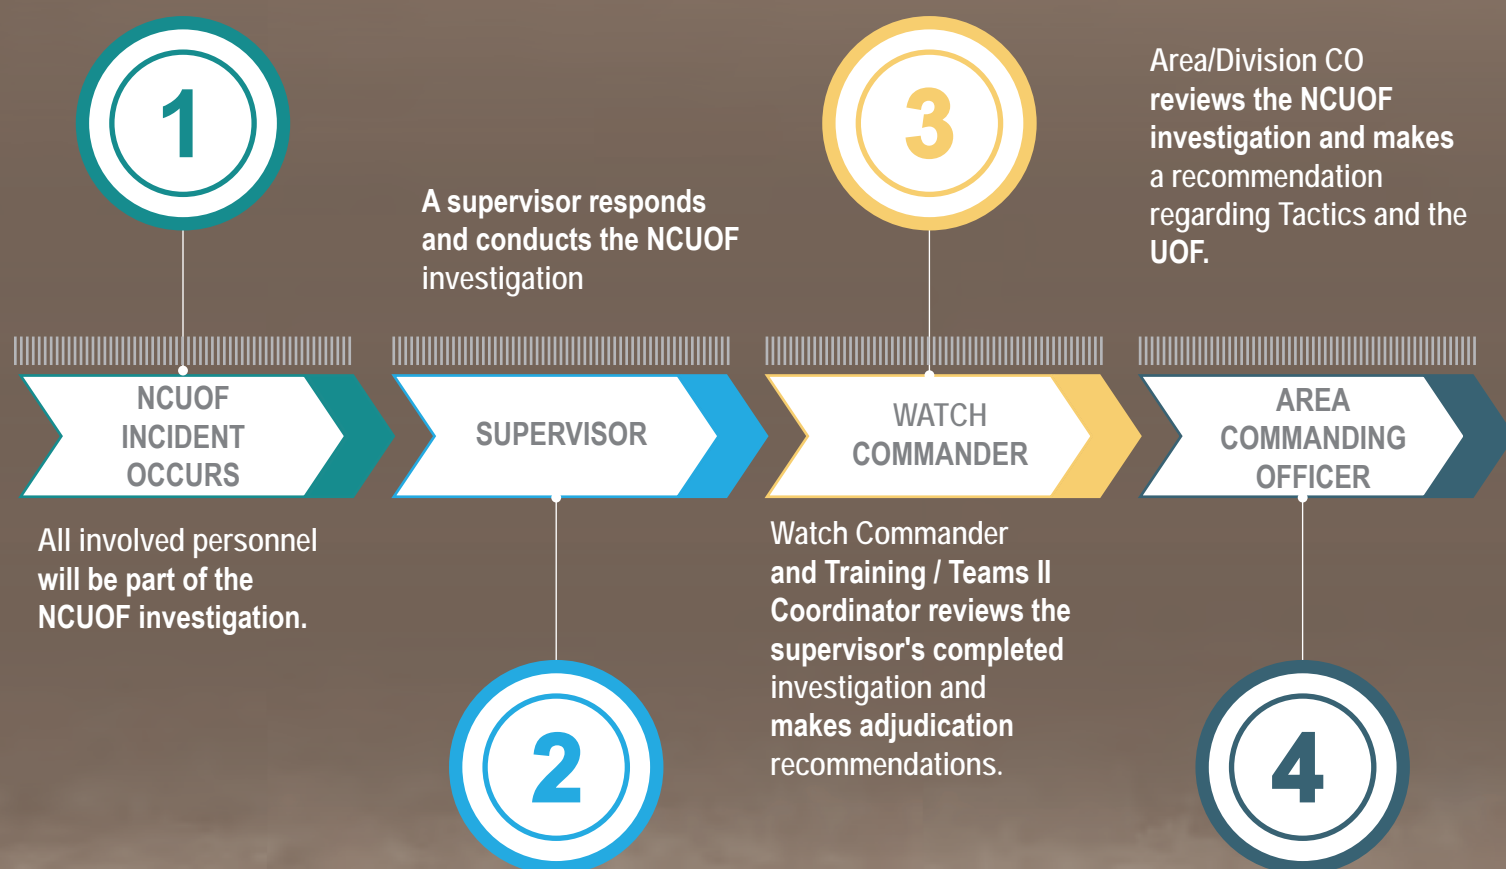 1
NCUOF
INCIDENT
OCCURS
All involved personnel
will be part of the
NCUOF investigation.
A supervisor responds
and conducts the NCUOF
investigation
SUPERVISOR
2
3
WATCH
COMMANDER
Watch Commander
and Training / Teams II
Coordinator reviews the
supervisor's completed
investigation and
makes adjudication
recommendations.
Area/Division CO
reviews the NCUOF
investigation and makes
a recommendation
regarding Tactics and the
UOF.
AREA
COMMANDING
OFFICER
4